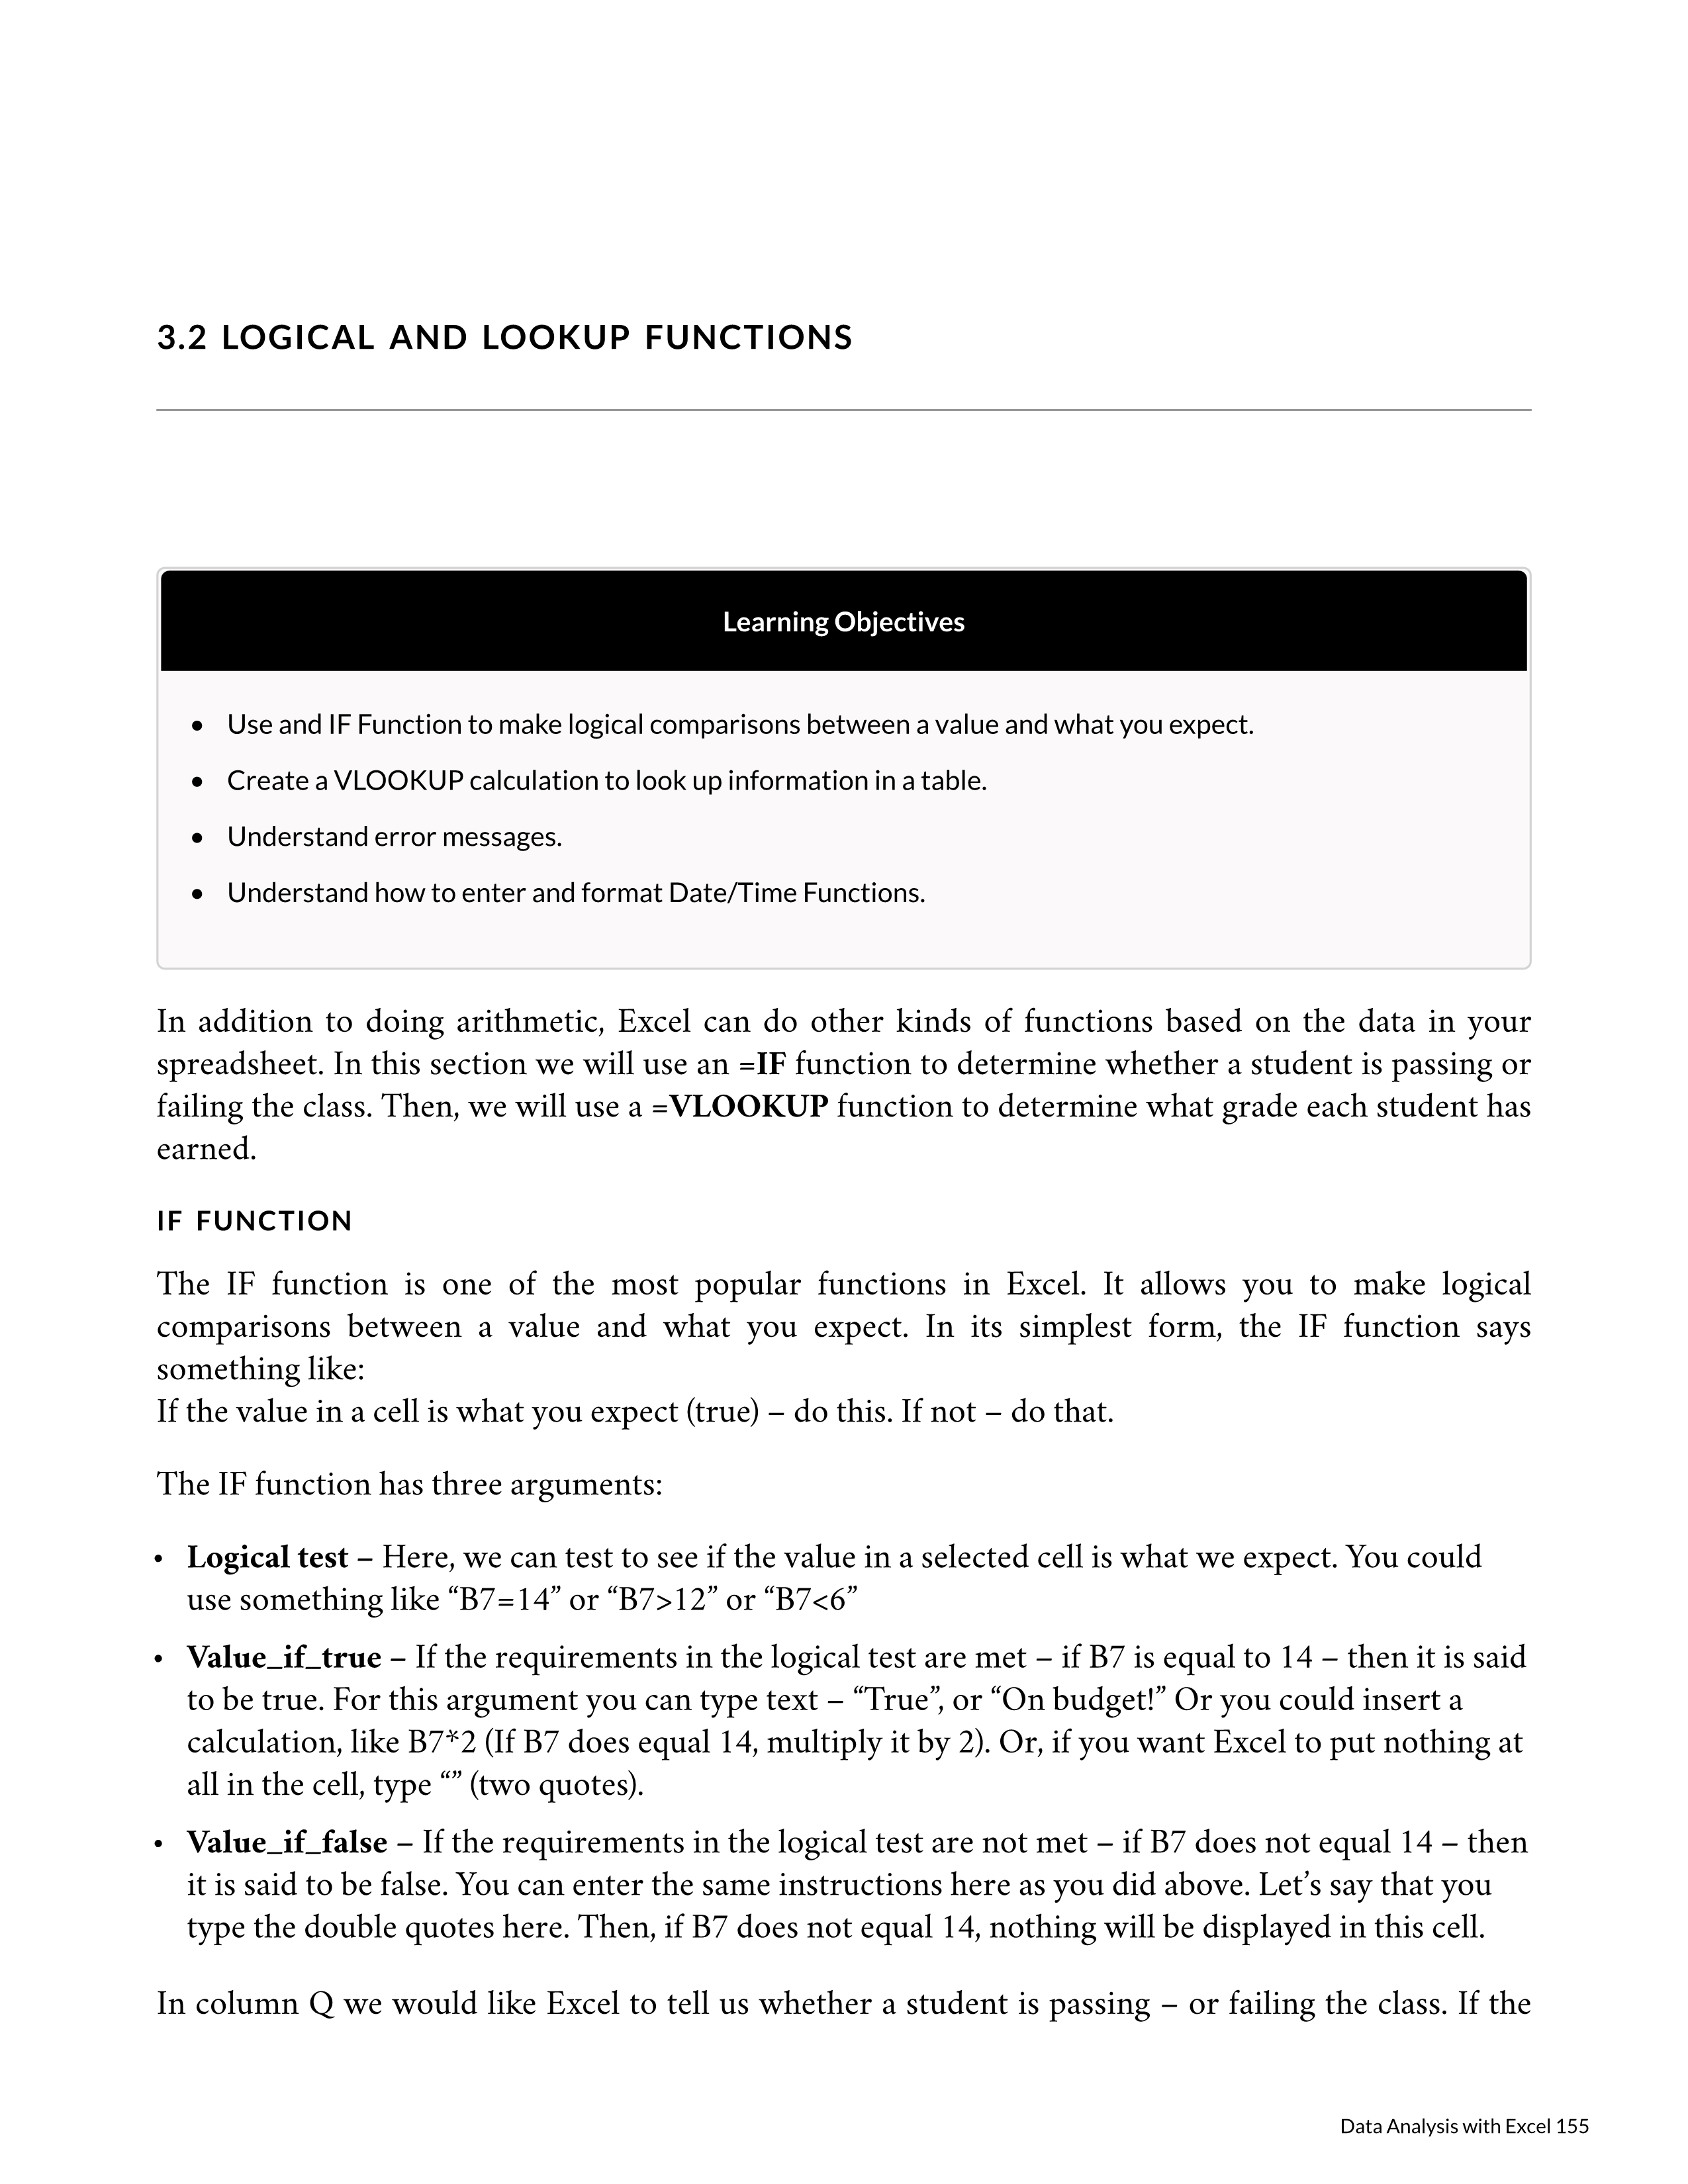 3.2 LOGICAL AND LOOKUP FUNCTIONS
Learning Objectives
• Use and IF Function to make logical comparisons between a value and what you expect.
• Create a VLOOKUP calculation to look up information in a table.
• Understand error messages.
• Understand how to enter and format Date/Time Functions.
In addition to doing arithmetic, Excel can do other kinds of functions based on the data in your
spreadsheet. In this section we will use an =IF function to determine whether a student is passing or
failing the class. Then, we will use a =VLOOKUP function to determine what grade each student has
earned.
IF FUNCTION
The IF function is one of the most popular functions in Excel. It allows you to make logical
comparisons between a value and what you expect. In its simplest form, the IF function says
something like:
If the value in a cell is what you expect (true) – do this. If not – do that.
The IF function has three arguments:
• Logical test – Here, we can test to see if the value in a selected cell is what we expect. You could
use something like “B7=14” or “B7>12” or “B7<6”
• Value_if_true – If the requirements in the logical test are met – if B7 is equal to 14 – then it is said
to be true. For this argument you can type text – “True”, or “On budget!” Or you could insert a
calculation, like B7*2 (If B7 does equal 14, multiply it by 2). Or, if you want Excel to put nothing at
all in the cell, type “” (two quotes).
• Value_if_false – If the requirements in the logical test are not met – if B7 does not equal 14 – then
it is said to be false. You can enter the same instructions here as you did above. Let’s say that you
type the double quotes here. Then, if B7 does not equal 14, nothing will be displayed in this cell.
In column Q we would like Excel to tell us whether a student is passing – or failing the class. If the
Data Analysis with Excel 155